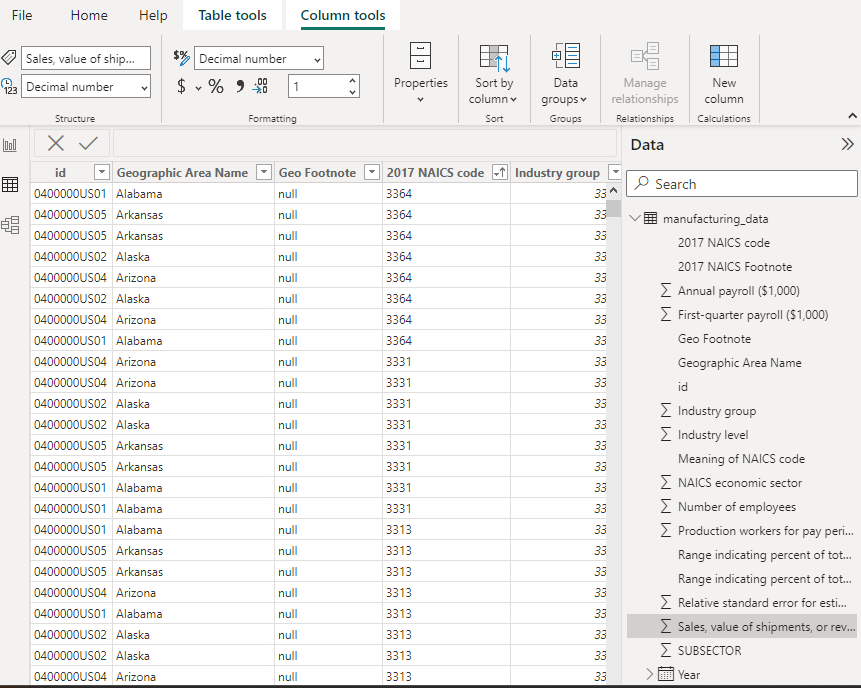 File Home Help Table tools Column tools
Sales, value of ship...
Decimal number
Structure
$% Decimal number
$ % 9 .00 1
Formatting
Properties
Sort by column
Sort
Data groups
Groups
Manage relationships
Relationships
New column
Calculations
id Geographic Area Name Geo Footnote 2017 NAICS code Industry group
0400000US01 Alabama null 3364 33
0400000US05 Arkansas null 3364 33
0400000US05 Arkansas null 3364 33
0400000US02 Alaska null 3364 33
0400000US04 Arizona null 3364 33
0400000US02 Alaska null 3364 33
0400000US04 Arizona null 3364 33
0400000US01 Alabama null 3364 33
0400000US04 Arizona null 3331 33
0400000US04 Arizona null 3331 33
0400000US02 Alaska null 3331 33
0400000US02 Alaska null 3331 33
0400000US05 Arkansas null 3331 33
0400000US05 Arkansas null 3331 33
0400000US01 Alabama null 3331 33
0400000US01 Alabama null 3331 33
0400000US01 Alabama null 3313 33
0400000US05 Arkansas null 3313 33
0400000US05 Arkansas null 3313 33
0400000US04 Arizona null 3313 33
0400000US01 Alabama null 3313 33
0400000US02 Alaska null 3313 33
0400000US02 Alaska null 3313 33
0400000US04 Arizona null 3313 33
Data
Search
manufacturing_data
2017 NAICS code
2017 NAICS Footnote
Annual payroll ($1,000)
First-quarter payroll ($1,000)
Geo Footnote
Geographic Area Name
id
Industry group
Industry level
Meaning of NAICS code
NAICS economic sector
Number of employees
Production workers for pay peri...
Range indicating percent of tot...
Range indicating percent of tot...
Relative standard error for esti...
Sales, value of shipments, or rev...
SUBSECTOR
Year